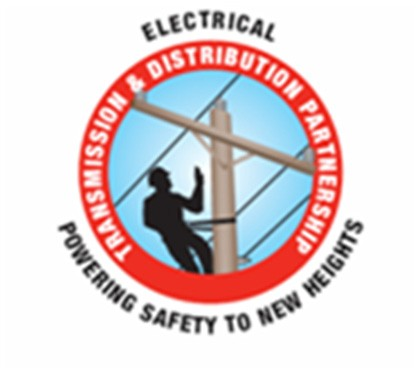 ELECTRICAL
TRANSMISSION & DISTRIBUTION PARTNERSHIP
POWERING SAFETY TO NEW HEIGHTS